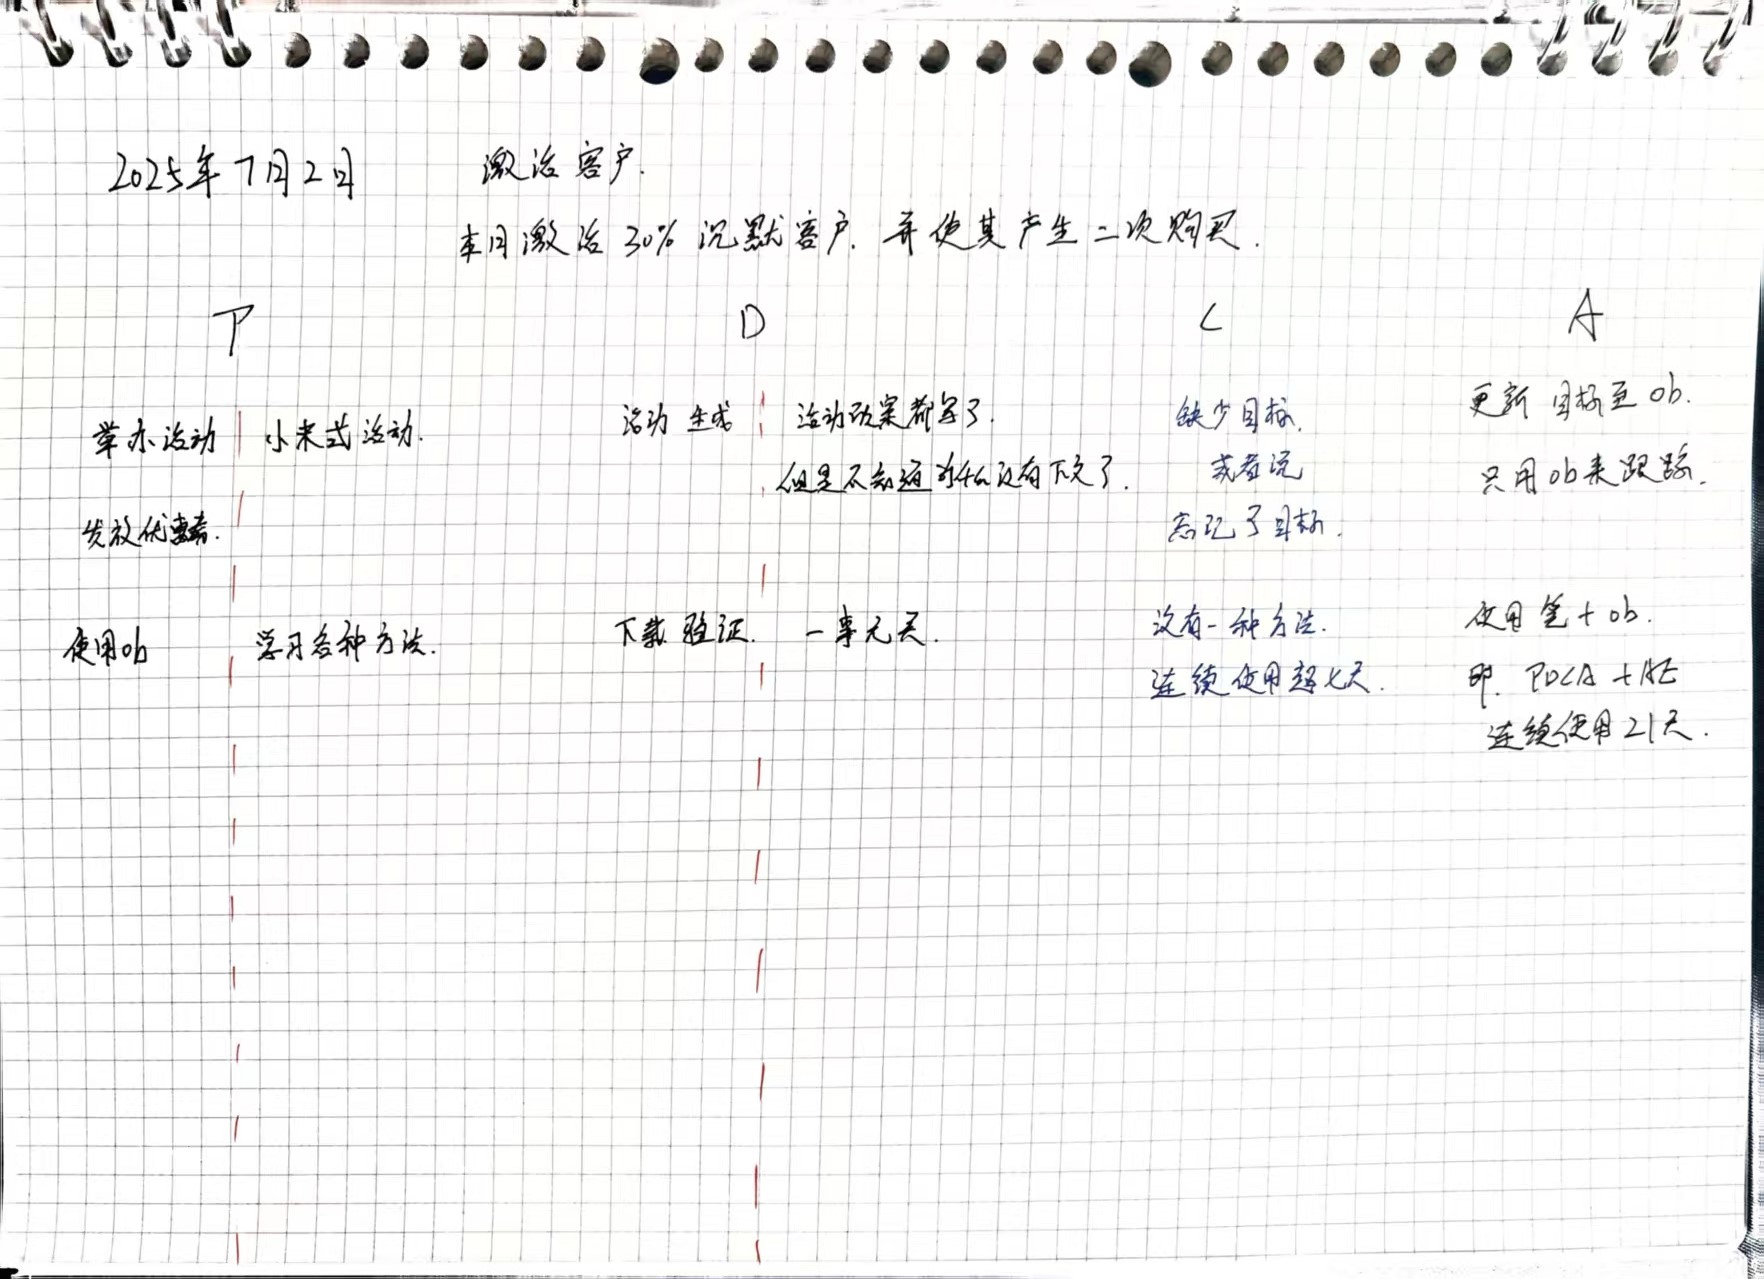 2025年7月2日 激活客户.
本月激活30%沉默客户. 并使其产生二次购买.
P D C A
举办活动 小米式活动.
发放优惠券.
活动 生成 活动方案都写了.
但是不知道为什么没有下文了.
缺少目标.
或者说
忘记了目标.
更新 目标至 ob.
只用ob来跟踪.
使用ob 学习各种方法.
下载 验证. 一事无成.
没有一种方法.
连续使用超七天.
使用 笔 + ob.
即. PDCA +
连续使用21天.